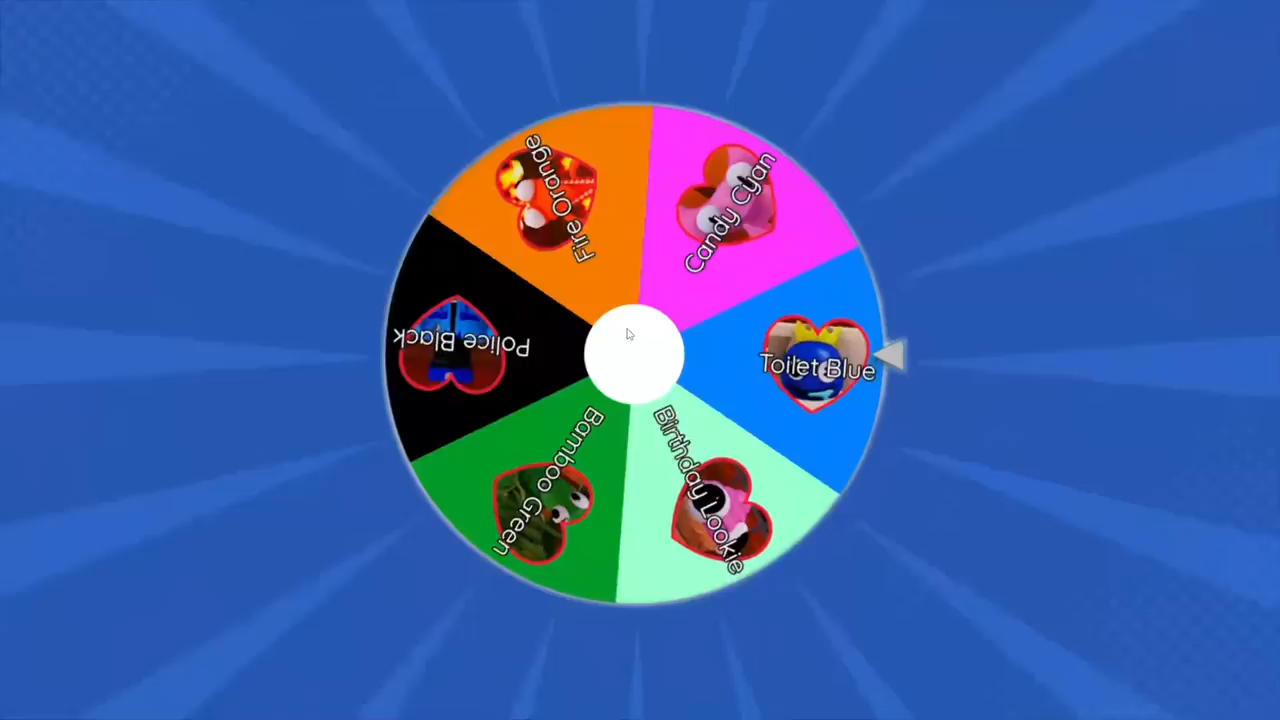 Fire Orange
Candy Cyan
Police Black
Toilet Blue
Bamboo Green
Birthday Lookie